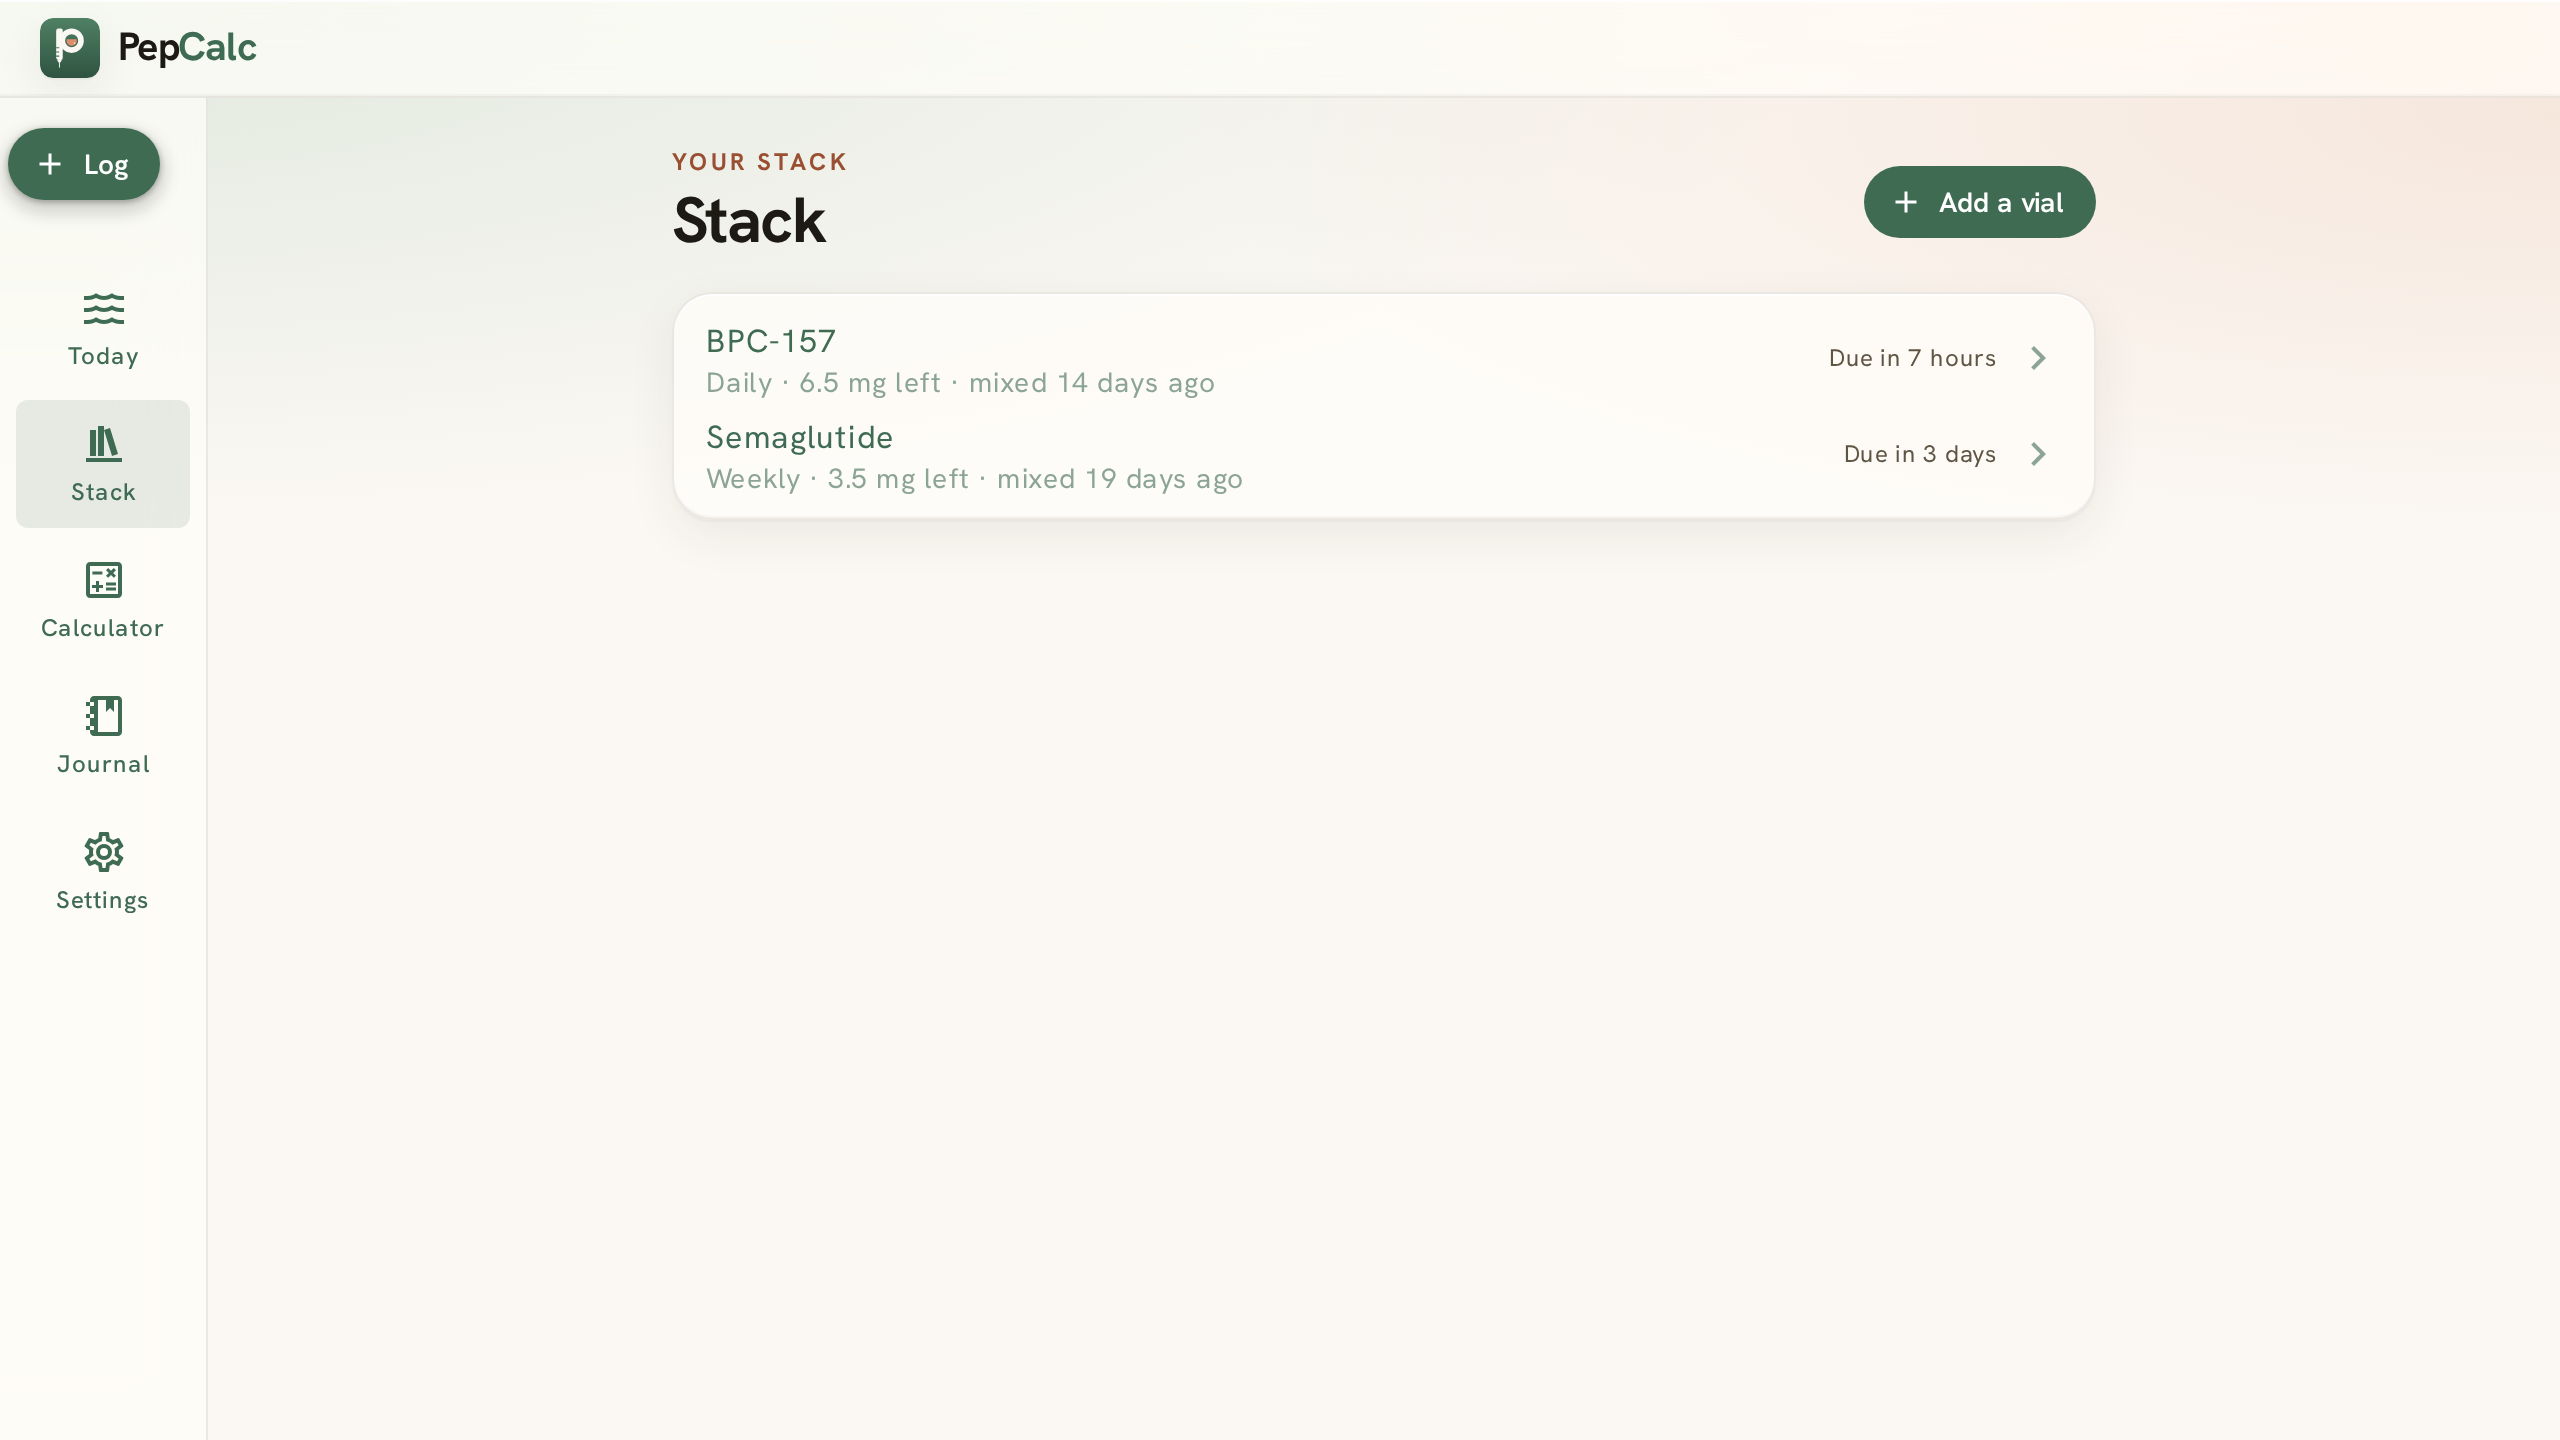 PepCalc
Log
Today
Stack
Calculator
Journal
Settings
YOUR STACK
Stack
Add a vial
BPC-157
Daily · 6.5 mg left · mixed 14 days ago
Due in 7 hours
Semaglutide
Weekly · 3.5 mg left · mixed 19 days ago
Due in 3 days